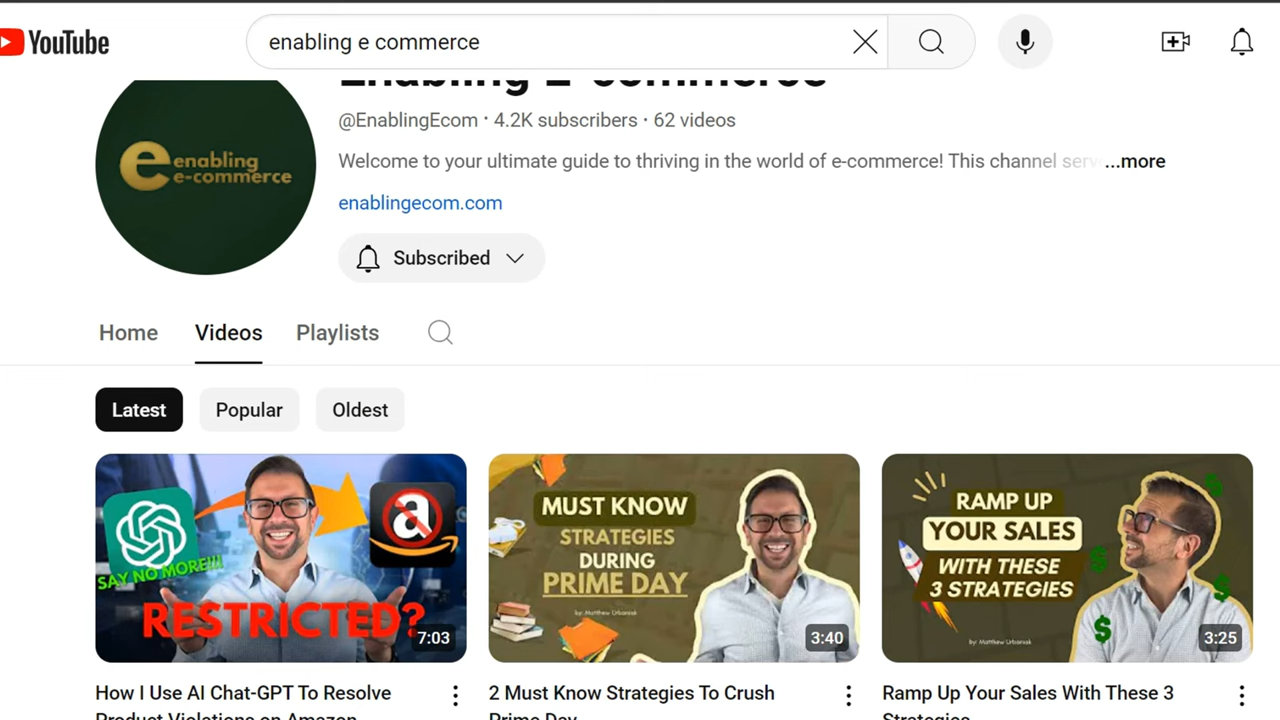 YouTube
enabling e commerce
Enabling E-commerce
@EnablingEcom · 4.2K subscribers · 62 videos
Welcome to your ultimate guide to thriving in the world of e-commerce! This channel serv ...more
enablingecom.com
Subscribed
enabling
e-commerce
Home
Videos
Playlists
Latest
Popular
Oldest
SAY NO MORE!!!
a
RESTRICTED?
7:03
MUST KNOW
STRATEGIES
DURING
PRIME DAY
by: Matthew Urbaniak
3:40
RAMP UP
YOUR SALES
WITH THESE
3 STRATEGIES
by: Matthew Urbaniak
3:25
How I Use AI Chat-GPT To Resolve
Product Violations on Amazon
2 Must Know Strategies To Crush
Prime Day
Ramp Up Your Sales With These 3
Strategies